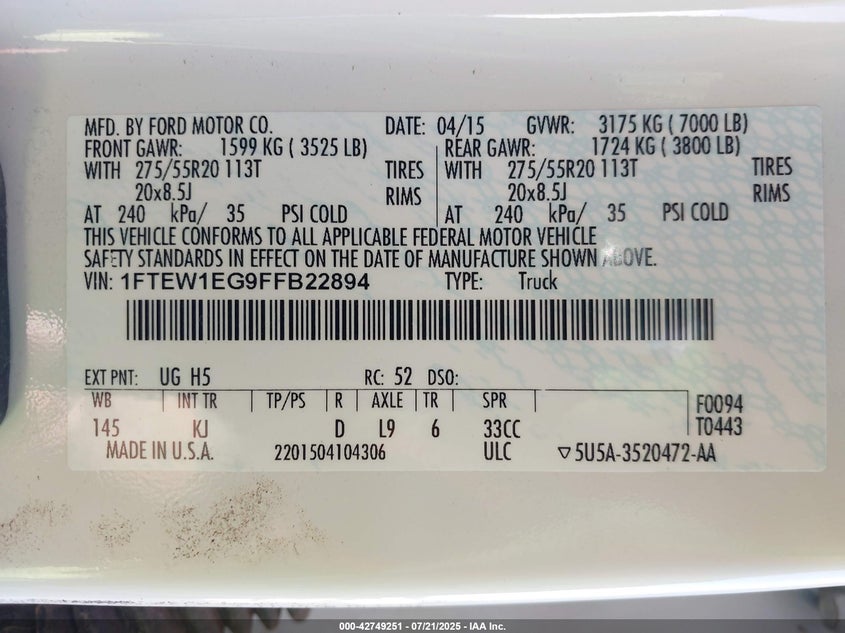 MFD. BY FORD MOTOR CO. DATE: 04/15 GVWR: 3175 KG ( 7000 LB)
FRONT GAWR: 1599 KG ( 3525 LB) REAR GAWR: 1724 KG ( 3800 LB)
WITH 275/55R20 113T TIRES WITH 275/55R20 113T TIRES
20x8.5J RIMS 20x8.5J RIMS
AT 240 kPa/ 35 PSI COLD AT 240 kPa/ 35 PSI COLD
THIS VEHICLE CONFORMS TO ALL APPLICABLE FEDERAL MOTOR VEHICLE
SAFETY STANDARDS IN EFFECT ON THE DATE OF MANUFACTURE SHOWN ABOVE.
VIN: 1FTEW1EG9FFB22894 TYPE: Truck
EXT PNT: UG H5 RC: 52 DSO:
WB INT TR TP/PS R AXLE TR SPR F0094
145 KJ D L9 6 33CC T0443
MADE IN U.S.A. 2201504104306 ULC ▽5U5A-3520472-AA
000-42749251 - 07/21/2025 - IAA Inc.